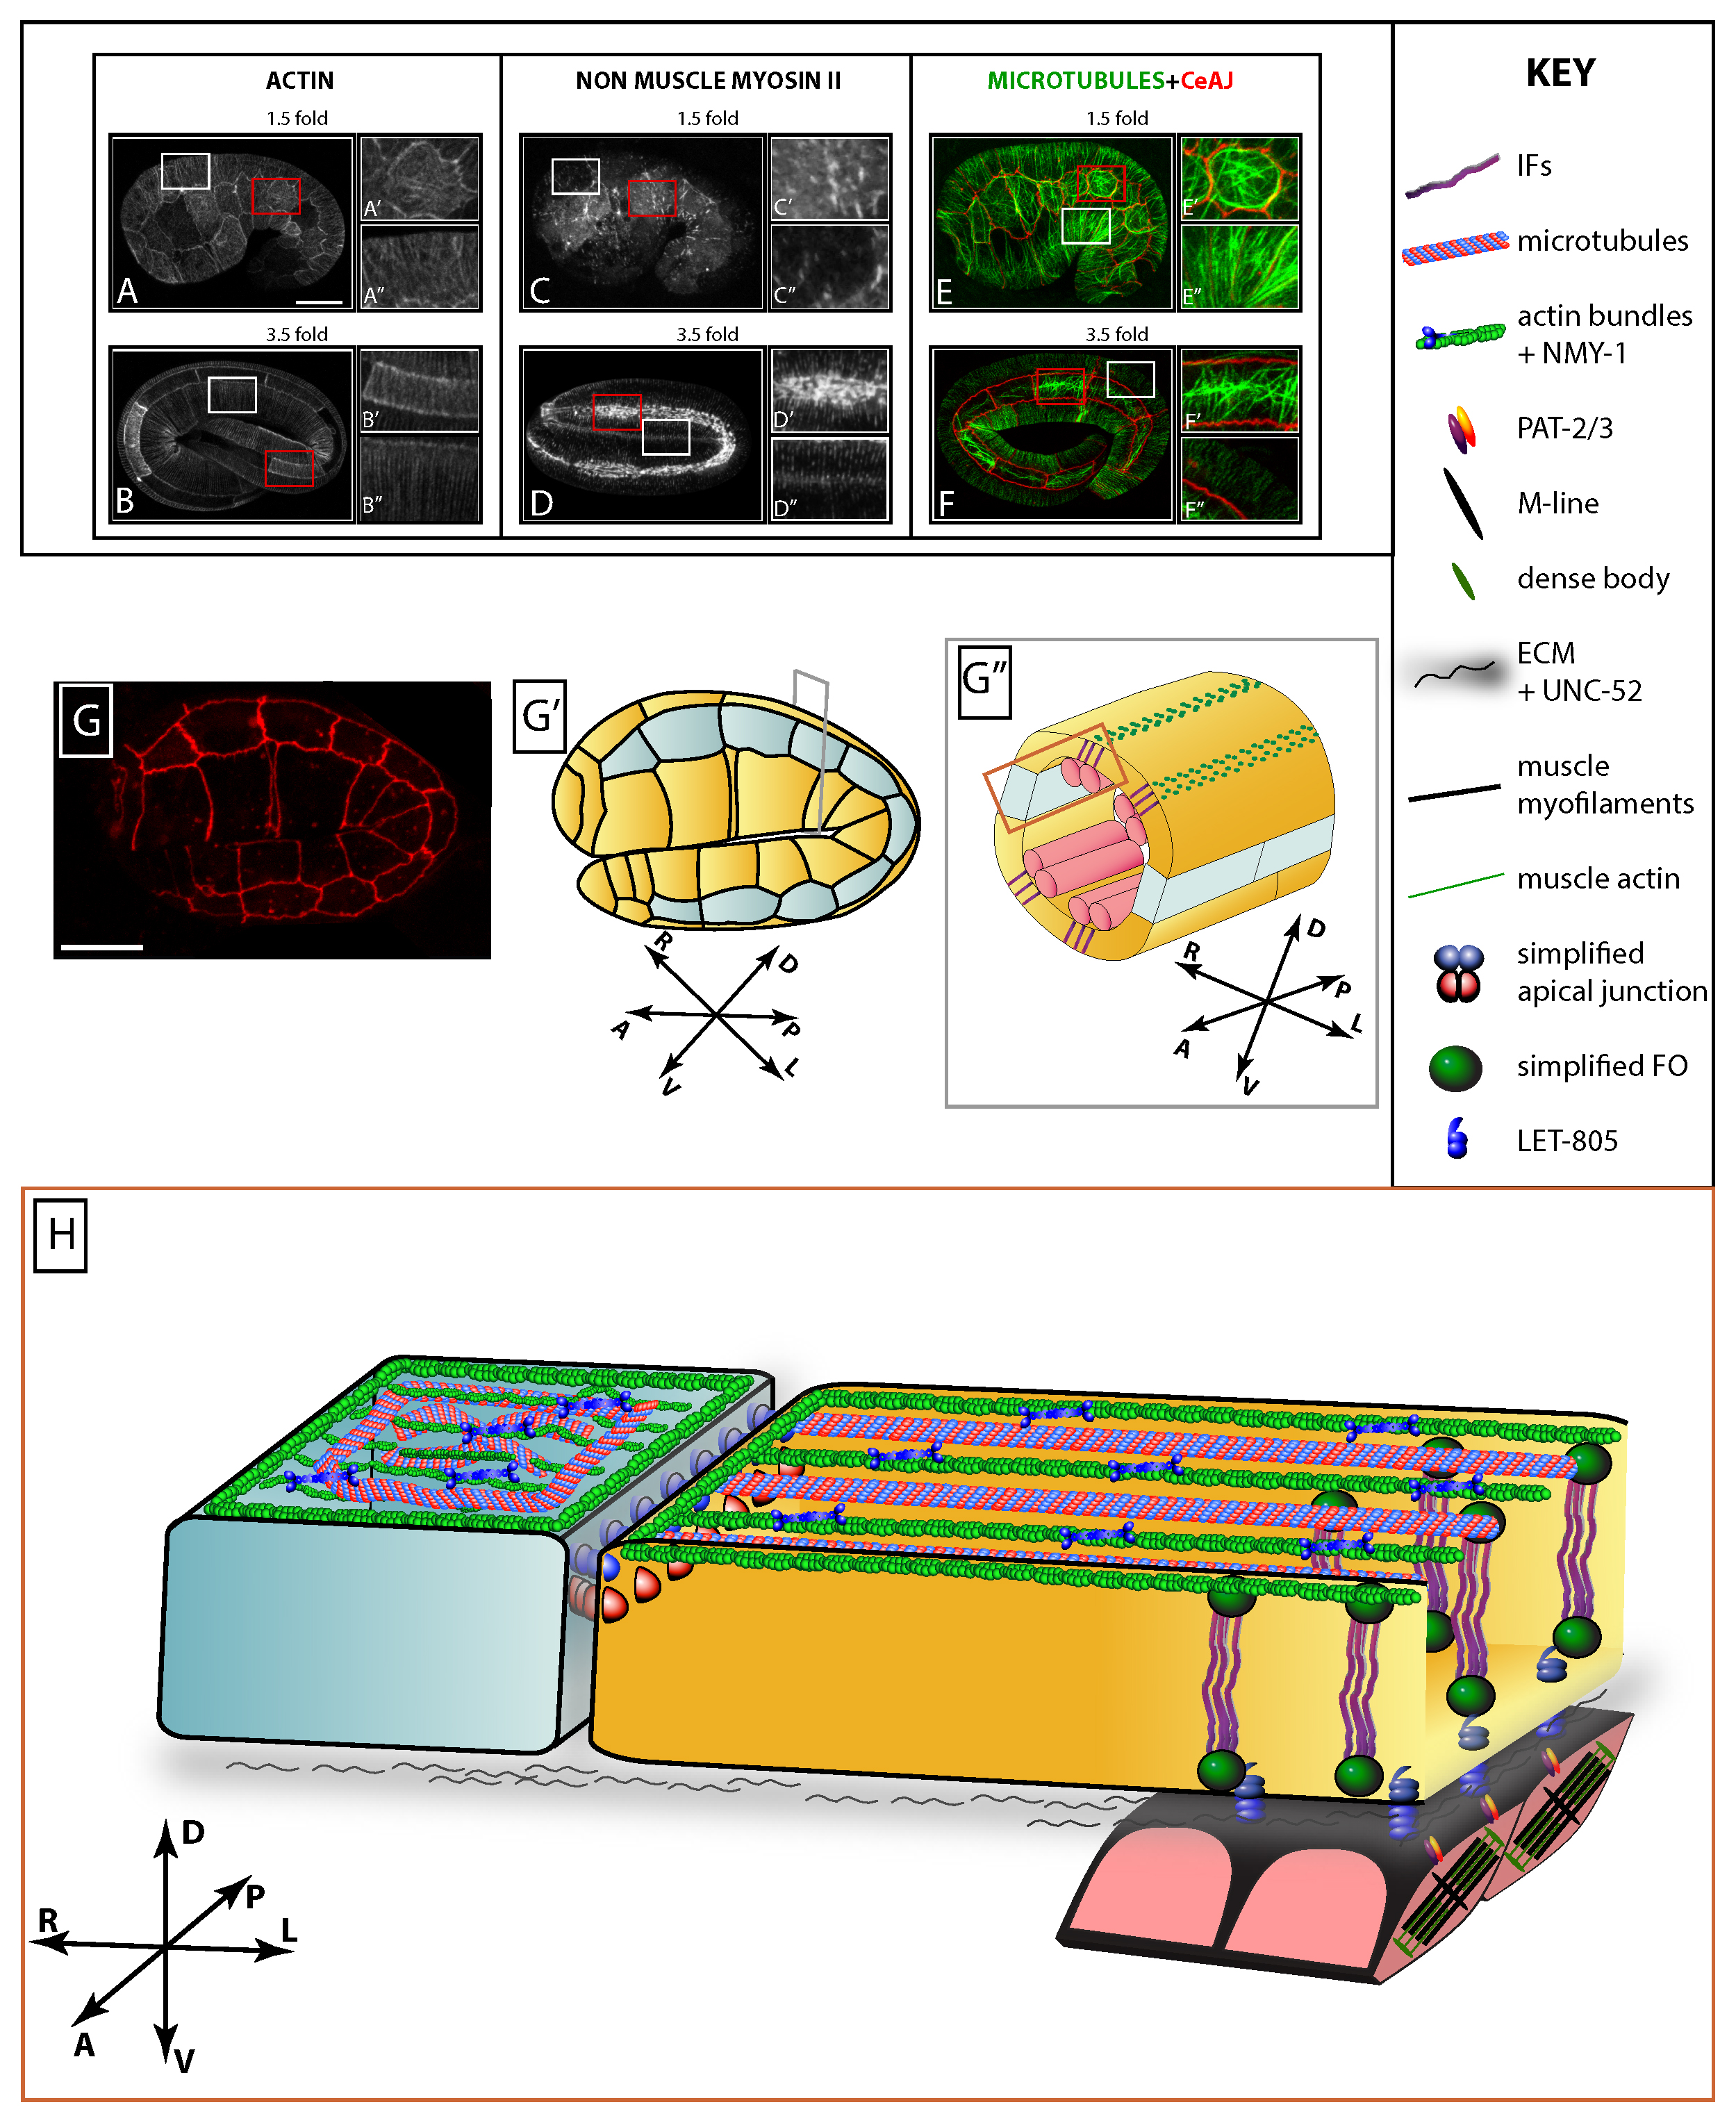 ACTIN
1.5 fold
A
A′
A″
3.5 fold
B
B′
B″
NON MUSCLE MYOSIN II
1.5 fold
C
C′
C″
3.5 fold
D
D′
D″
MICROTUBULES+CeAJ
1.5 fold
E
E′
E″
3.5 fold
F
F′
F″
KEY
IFs
microtubules
actin bundles
+ NMY-1
PAT-2/3
M-line
dense body
ECM
+ UNC-52
muscle
myofilaments
muscle actin
simplified
apical junction
simplified FO
LET-805
G
G′
R
D
A
P
V
L
G″
D
R
P
L
A
V
H
D
P
R
L
A
V